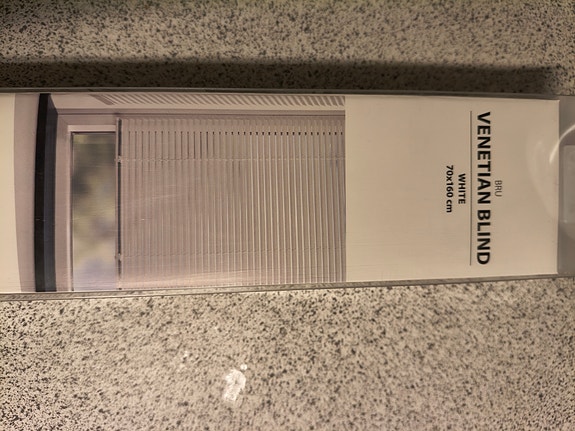 BRU
VENETIAN BLIND
WHITE
70x160 cm